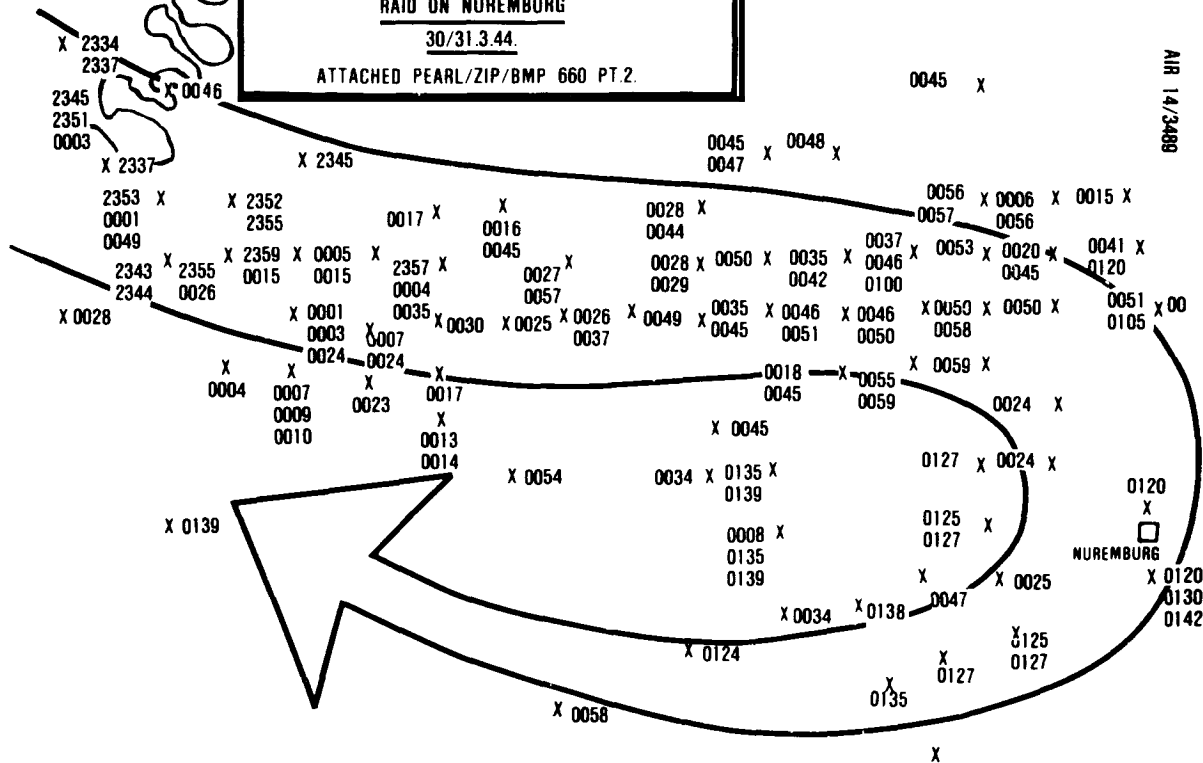 RAID ON NUREMBURG
30/31.3.44.
ATTACHED PEARL/ZIP/BMP 660 PT.2.
AIR 14/3489
X 2334
2337
X 0046
2345
2351
0003
X 2337
X 2345
0045 X
0045 X
0047
0048 X
2353 X
0001
0049
X 2352
2355
0017 X
X
0016
0045
0028 X
0044
0056 X
0057
0006 X
0056
0015 X
2343 X
2344
2355 X
0026
2359 X
0015
0005 X
0015
2357 X
0004
0035
0027 X
0057
0028 X
0029
0050 X
0035 X
0042
0037 X
0046
0100
0053 X
0020 X
0045
0041 X
0120
X 0028
X 0001
0003
0024
X
0007
0024
X 0030
X 0025
X 0026
0037
X 0049
X 0035
0045
X 0046
0051
X 0046
0050
X 0059
0058
X 0050 X
0051 X 00
0105
X
0004
X
0007
0009
0010
X
0023
X
0017
0018 X
0045
0055
0059
X 0059 X
0024 X
X
0013
0014
X 0045
X 0054
0034 X
0135 X
0139
0127 X
0024 X
X 0139
0008 X
0135
0139
0125 X
0127
0120
X
NUREMBURG
X 0120
0130
0142
X
0047
X 0025
X 0034
X 0138
X 0124
X
0125
0127
X
0127
X
0135
X 0058
X